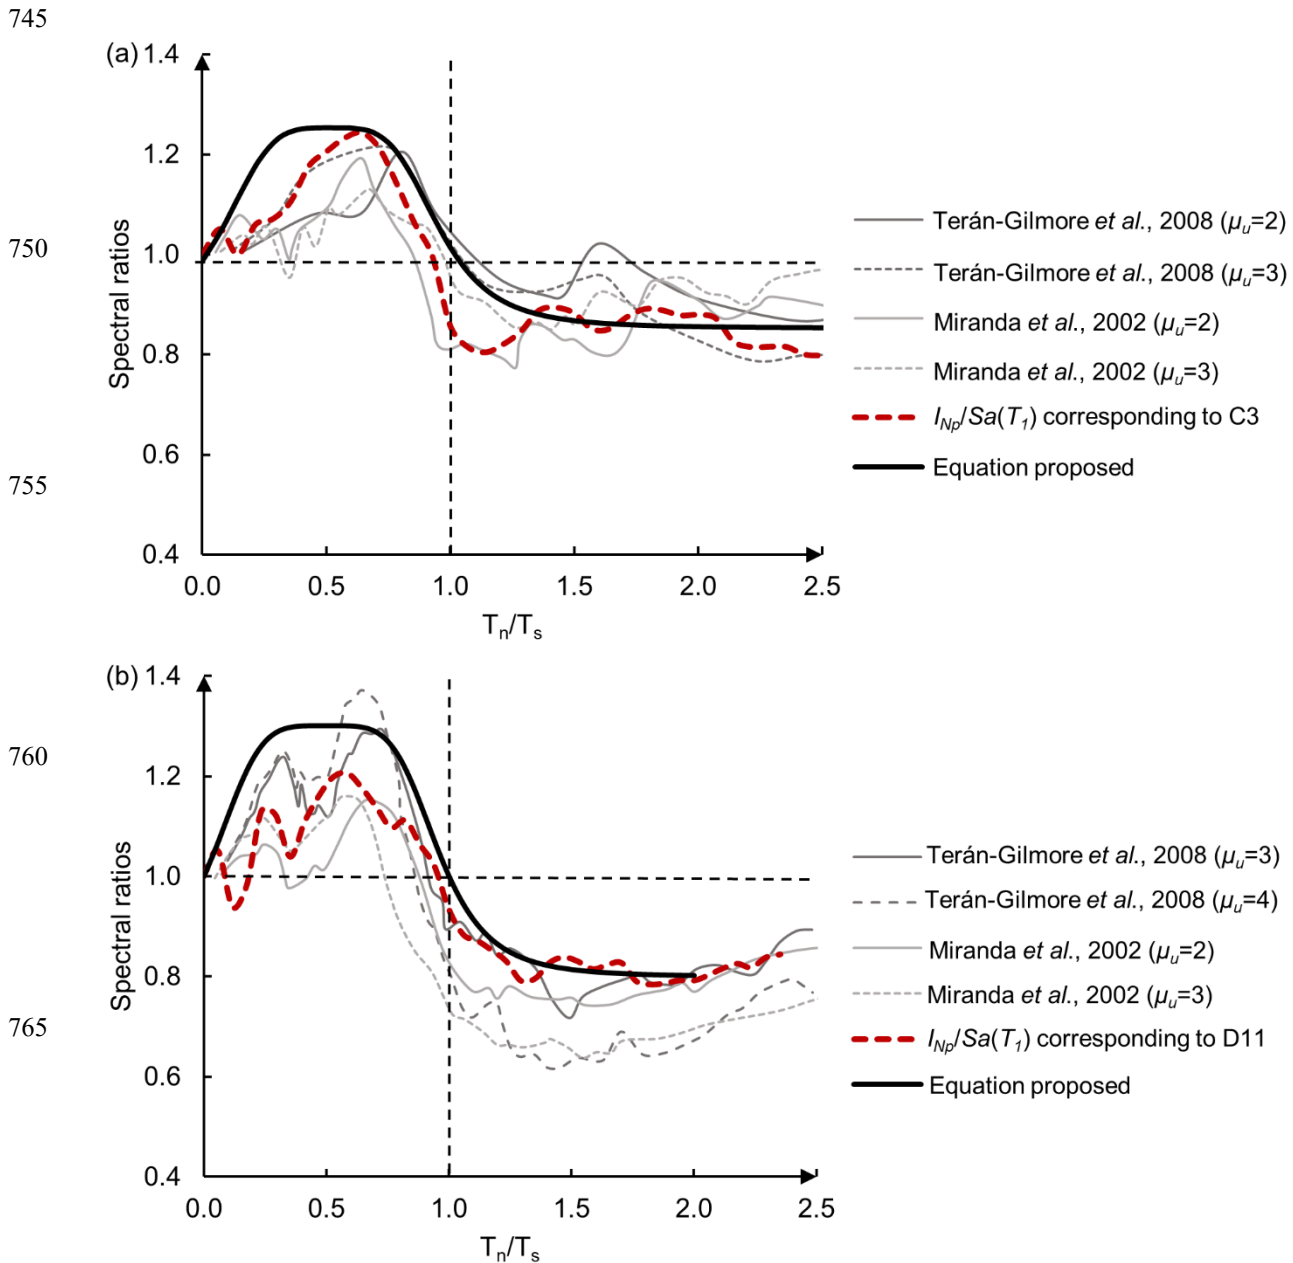 745
(a)
1.4
1.2
1.0
0.8
0.6
0.4
Spectral ratios
0.0 0.5 1.0 1.5 2.0 2.5
Tn/Ts
750
755
Terán-Gilmore et al., 2008 (μu=2)
Terán-Gilmore et al., 2008 (μu=3)
Miranda et al., 2002 (μu=2)
Miranda et al., 2002 (μu=3)
INp/Sa(T1) corresponding to C3
Equation proposed
(b)
1.4
1.2
1.0
0.8
0.6
0.4
Spectral ratios
0.0 0.5 1.0 1.5 2.0 2.5
Tn/Ts
760
765
Terán-Gilmore et al., 2008 (μu=3)
Terán-Gilmore et al., 2008 (μu=4)
Miranda et al., 2002 (μu=2)
Miranda et al., 2002 (μu=3)
INp/Sa(T1) corresponding to D11
Equation proposed